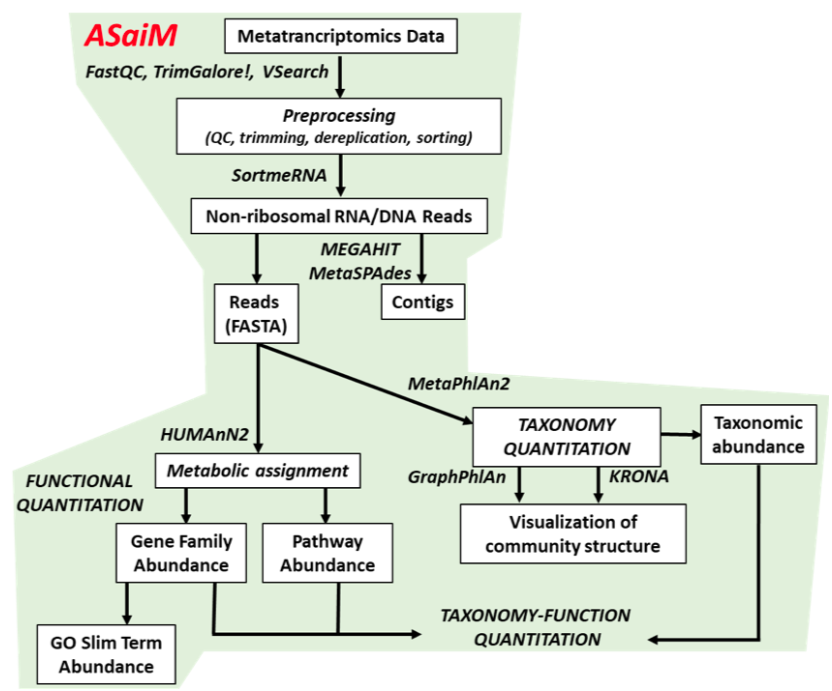 ASaiM
Metatrancriptomics Data
FastQC, TrimGalore!, VSearch
Preprocessing
(QC, trimming, dereplication, sorting)
SortmeRNA
Non-ribosomal RNA/DNA Reads
MEGAHIT
MetaSPAdes
Reads
(FASTA)
Contigs
MetaPhlAn2
HUMAnN2
TAXONOMY
QUANTITATION
Taxonomic
abundance
Metabolic assignment
FUNCTIONAL
QUANTITATION
GraphPhlAn
KRONA
Visualization of
community structure
Gene Family
Abundance
Pathway
Abundance
TAXONOMY-FUNCTION
QUANTITATION
GO Slim Term
Abundance